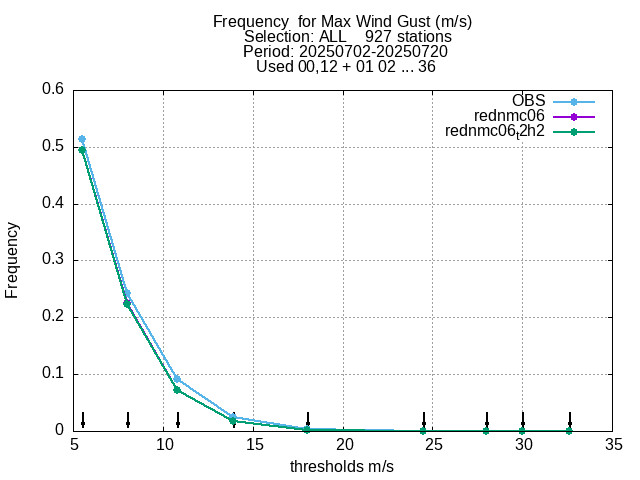 Frequency  for Max Wind Gust (m/s)
Selection: ALL    927 stations
Period: 20250702-20250720
Used 00,12 + 01 02 ... 36
0.6
0.5
0.4
0.3
0.2
0.1
0
Frequency
OBS
rednmc06
rednmc06,2h2
5 10 15 20 25 30 35
thresholds m/s